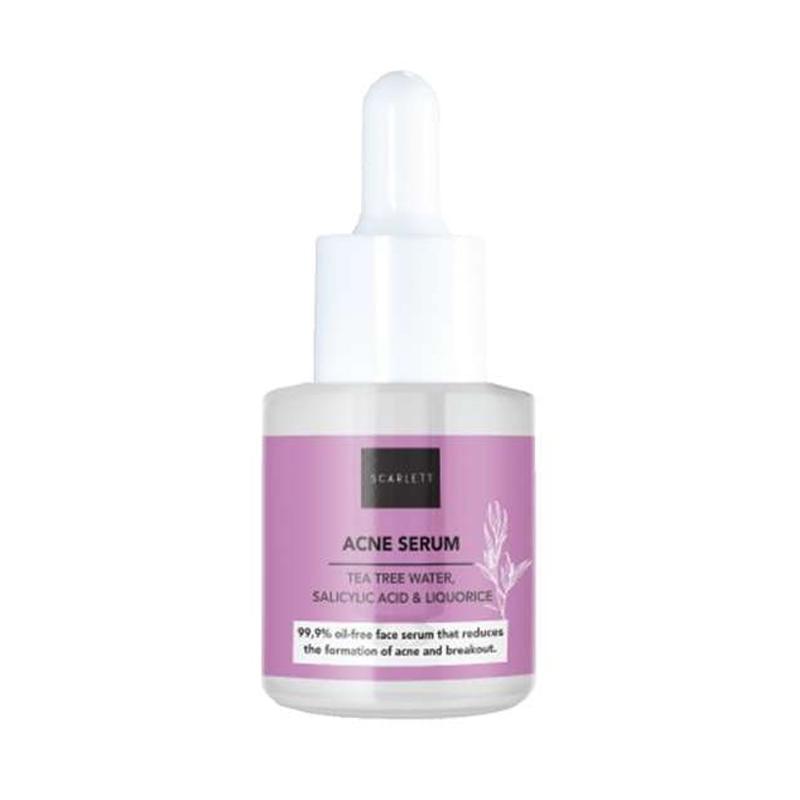 SCARLETT
ACNE SERUM
TEA TREE WATER,
SALICYLIC ACID & LIQUORICE
99,9% oil-free face serum that reduces
the formation of acne and breakout.